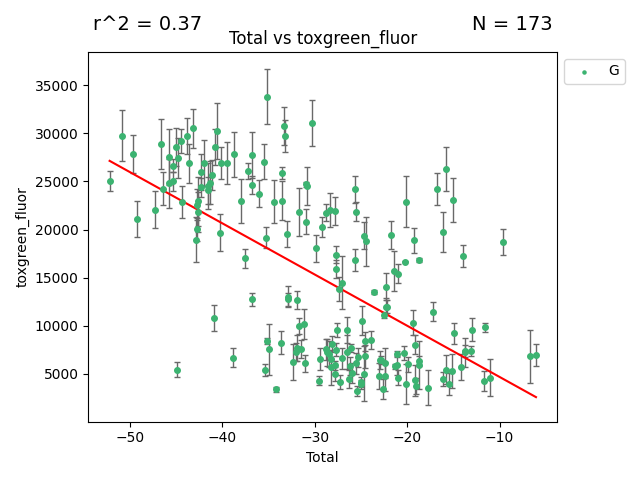 r^2 = 0.37
N = 173
Total vs toxgreen_fluor
G
35000
30000
25000
20000
15000
10000
5000
toxgreen_fluor
−50
−40
−30
−20
−10
Total